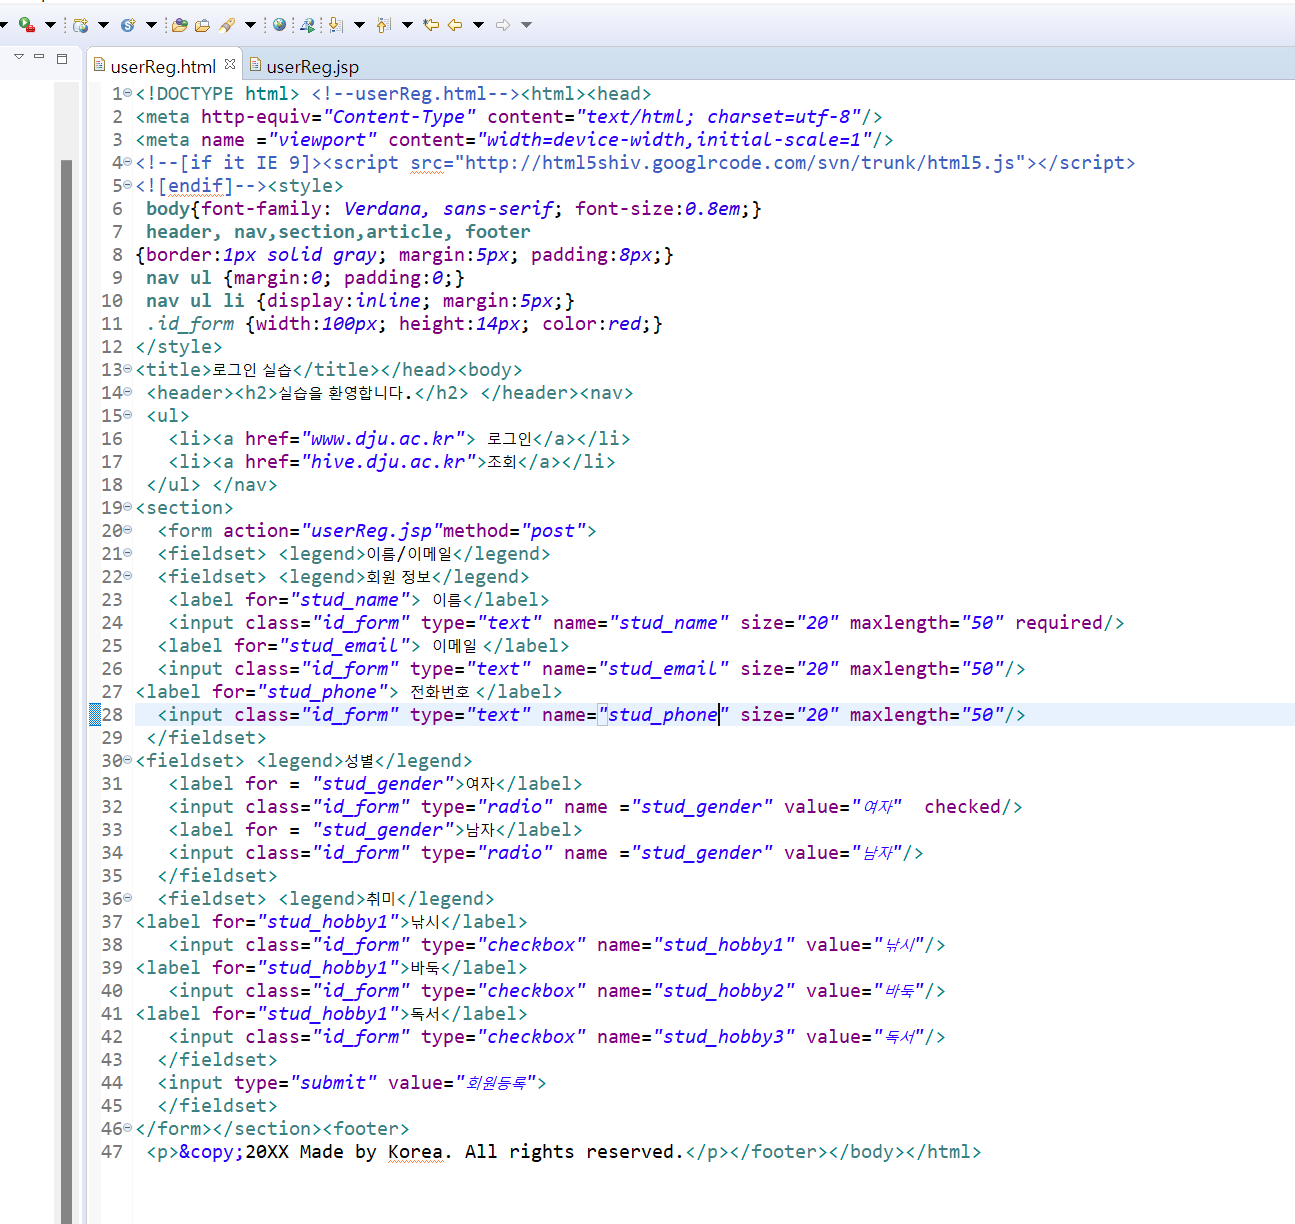 userReg.html userReg.jsp
1 <!DOCTYPE html> <!--userReg.html--><html><head>
2 <meta http-equiv="Content-Type" content="text/html; charset=utf-8"/>
3 <meta name ="viewport" content="width=device-width,initial-scale=1"/>
4 <!--[if it IE 9]><script src="http://html5shiv.googlrcode.com/svn/trunk/html5.js"></script>
5 <![endif]--><style>
6 body{font-family: Verdana, sans-serif; font-size:0.8em;}
7 header, nav,section,article, footer
8 {border:1px solid gray; margin:5px; padding:8px;}
9 nav ul {margin:0; padding:0;}
10 nav ul li {display:inline; margin:5px;}
11 .id_form {width:100px; height:14px; color:red;}
12 </style>
13 <title>로그인 실습</title></head><body>
14 <header><h2>실습을 환영합니다.</h2> </header><nav>
15 <ul>
16 <li><a href="www.dju.ac.kr"> 로그인</a></li>
17 <li><a href="hive.dju.ac.kr">조회</a></li>
18 </ul> </nav>
19 <section>
20 <form action="userReg.jsp"method="post">
21 <fieldset> <legend>이름/이메일</legend>
22 <fieldset> <legend>회원 정보</legend>
23 <label for="stud_name"> 이름</label>
24 <input class="id_form" type="text" name="stud_name" size="20" maxlength="50" required/>
25 <label for="stud_email"> 이메일 </label>
26 <input class="id_form" type="text" name="stud_email" size="20" maxlength="50"/>
27 <label for="stud_phone"> 전화번호 </label>
28 <input class="id_form" type="text" name="stud_phone" size="20" maxlength="50"/>
29 </fieldset>
30 <fieldset> <legend>성별</legend>
31 <label for = "stud_gender">여자</label>
32 <input class="id_form" type="radio" name ="stud_gender" value="여자"  checked/>
33 <label for = "stud_gender">남자</label>
34 <input class="id_form" type="radio" name ="stud_gender" value="남자"/>
35 </fieldset>
36 <fieldset> <legend>취미</legend>
37 <label for="stud_hobby1">낚시</label>
38 <input class="id_form" type="checkbox" name="stud_hobby1" value="낚시"/>
39 <label for="stud_hobby1">바둑</label>
40 <input class="id_form" type="checkbox" name="stud_hobby2" value="바둑"/>
41 <label for="stud_hobby1">독서</label>
42 <input class="id_form" type="checkbox" name="stud_hobby3" value="독서"/>
43 </fieldset>
44 <input type="submit" value="회원등록">
45 </fieldset>
46 </form></section><footer>
47 <p>&copy;20XX Made by Korea. All rights reserved.</p></footer></body></html>